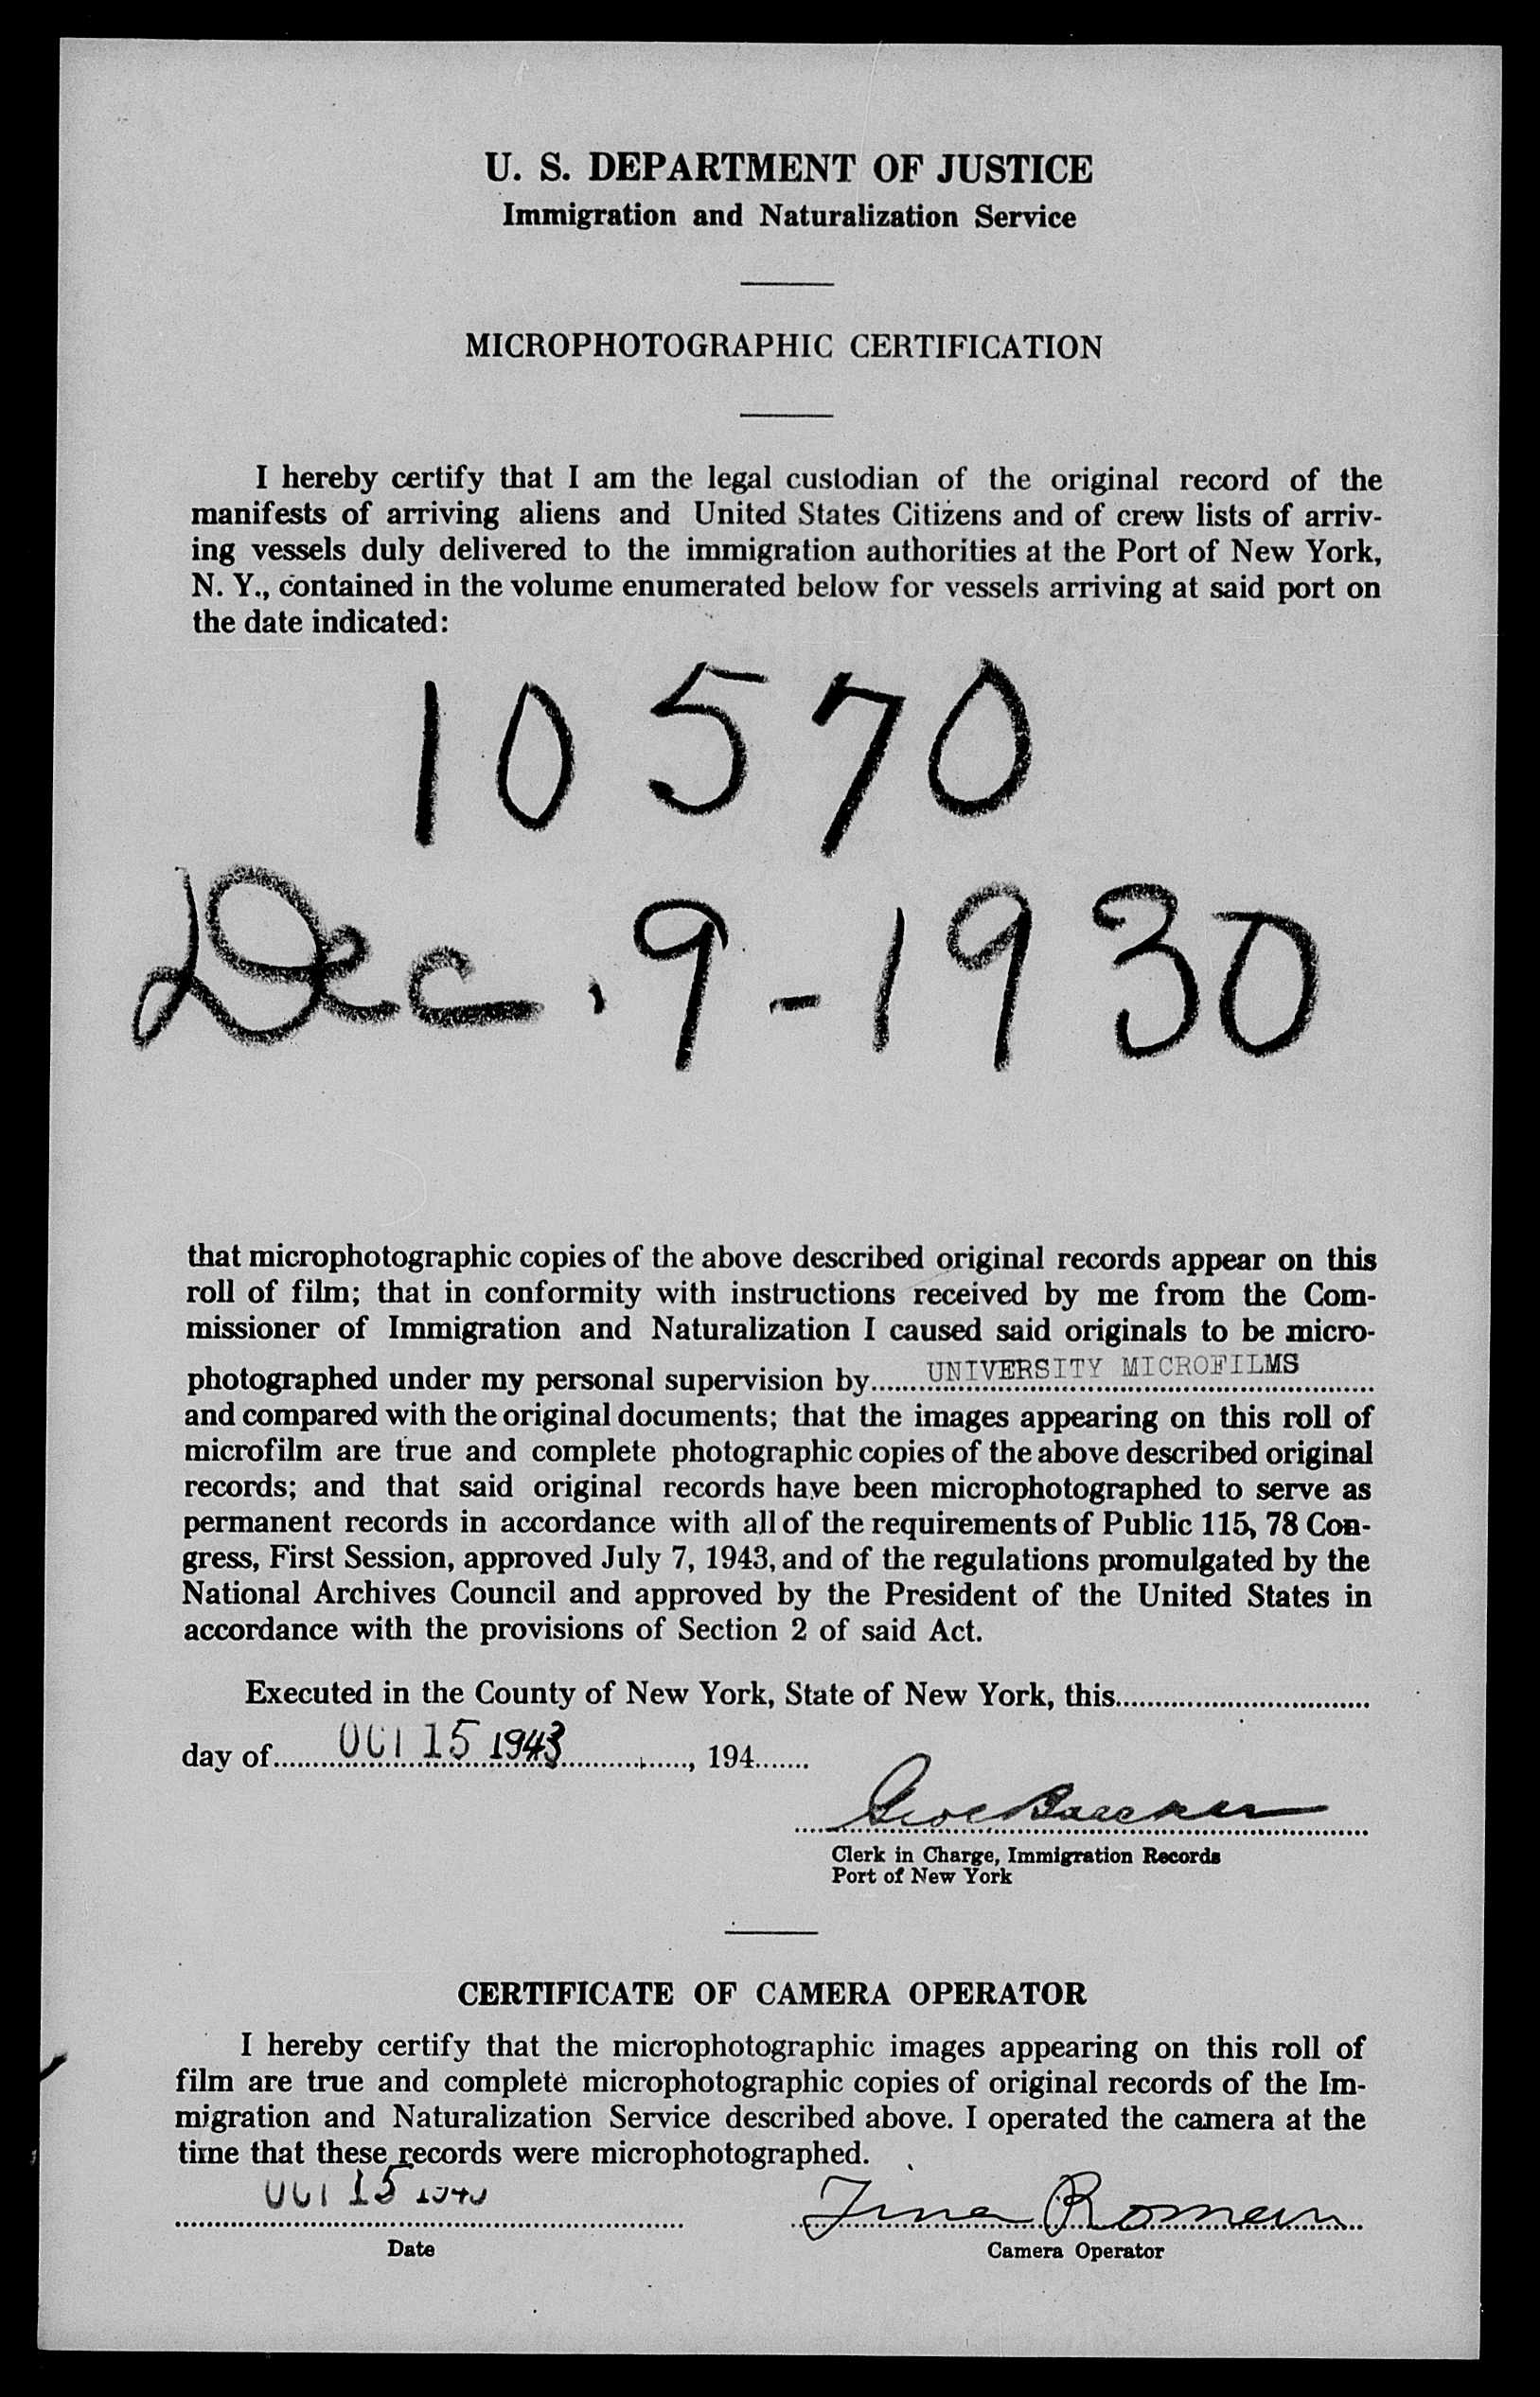 U. S. DEPARTMENT OF JUSTICE
Immigration and Naturalization Service
MICROPHOTOGRAPHIC CERTIFICATION
I hereby certify that I am the legal custodian of the original record of the
manifests of arriving aliens and United States Citizens and of crew lists of arriv-
ing vessels duly delivered to the immigration authorities at the Port of New York,
N. Y., contained in the volume enumerated below for vessels arriving at said port on
the date indicated:
10570
Dec. 9-1930
that microphotographic copies of the above described original records appear on this
roll of film; that in conformity with instructions received by me from the Com-
missioner of Immigration and Naturalization I caused said originals to be micro-
photographed under my personal supervision by UNIVERSITY MICROFILMS
and compared with the original documents; that the images appearing on this roll of
microfilm are true and complete photographic copies of the above described original
records; and that said original records have been microphotographed to serve as
permanent records in accordance with all of the requirements of Public 115, 78 Con-
gress, First Session, approved July 7, 1943, and of the regulations promulgated by the
National Archives Council and approved by the President of the United States in
accordance with the provisions of Section 2 of said Act.
Executed in the County of New York, State of New York, this
day of OCT 15 1943, 194
Clerk in Charge, Immigration Records
Port of New York
CERTIFICATE OF CAMERA OPERATOR
I hereby certify that the microphotographic images appearing on this roll of
film are true and complete microphotographic copies of original records of the Im-
migration and Naturalization Service described above. I operated the camera at the
time that these records were microphotographed.
OCT 15
Date
Camera Operator